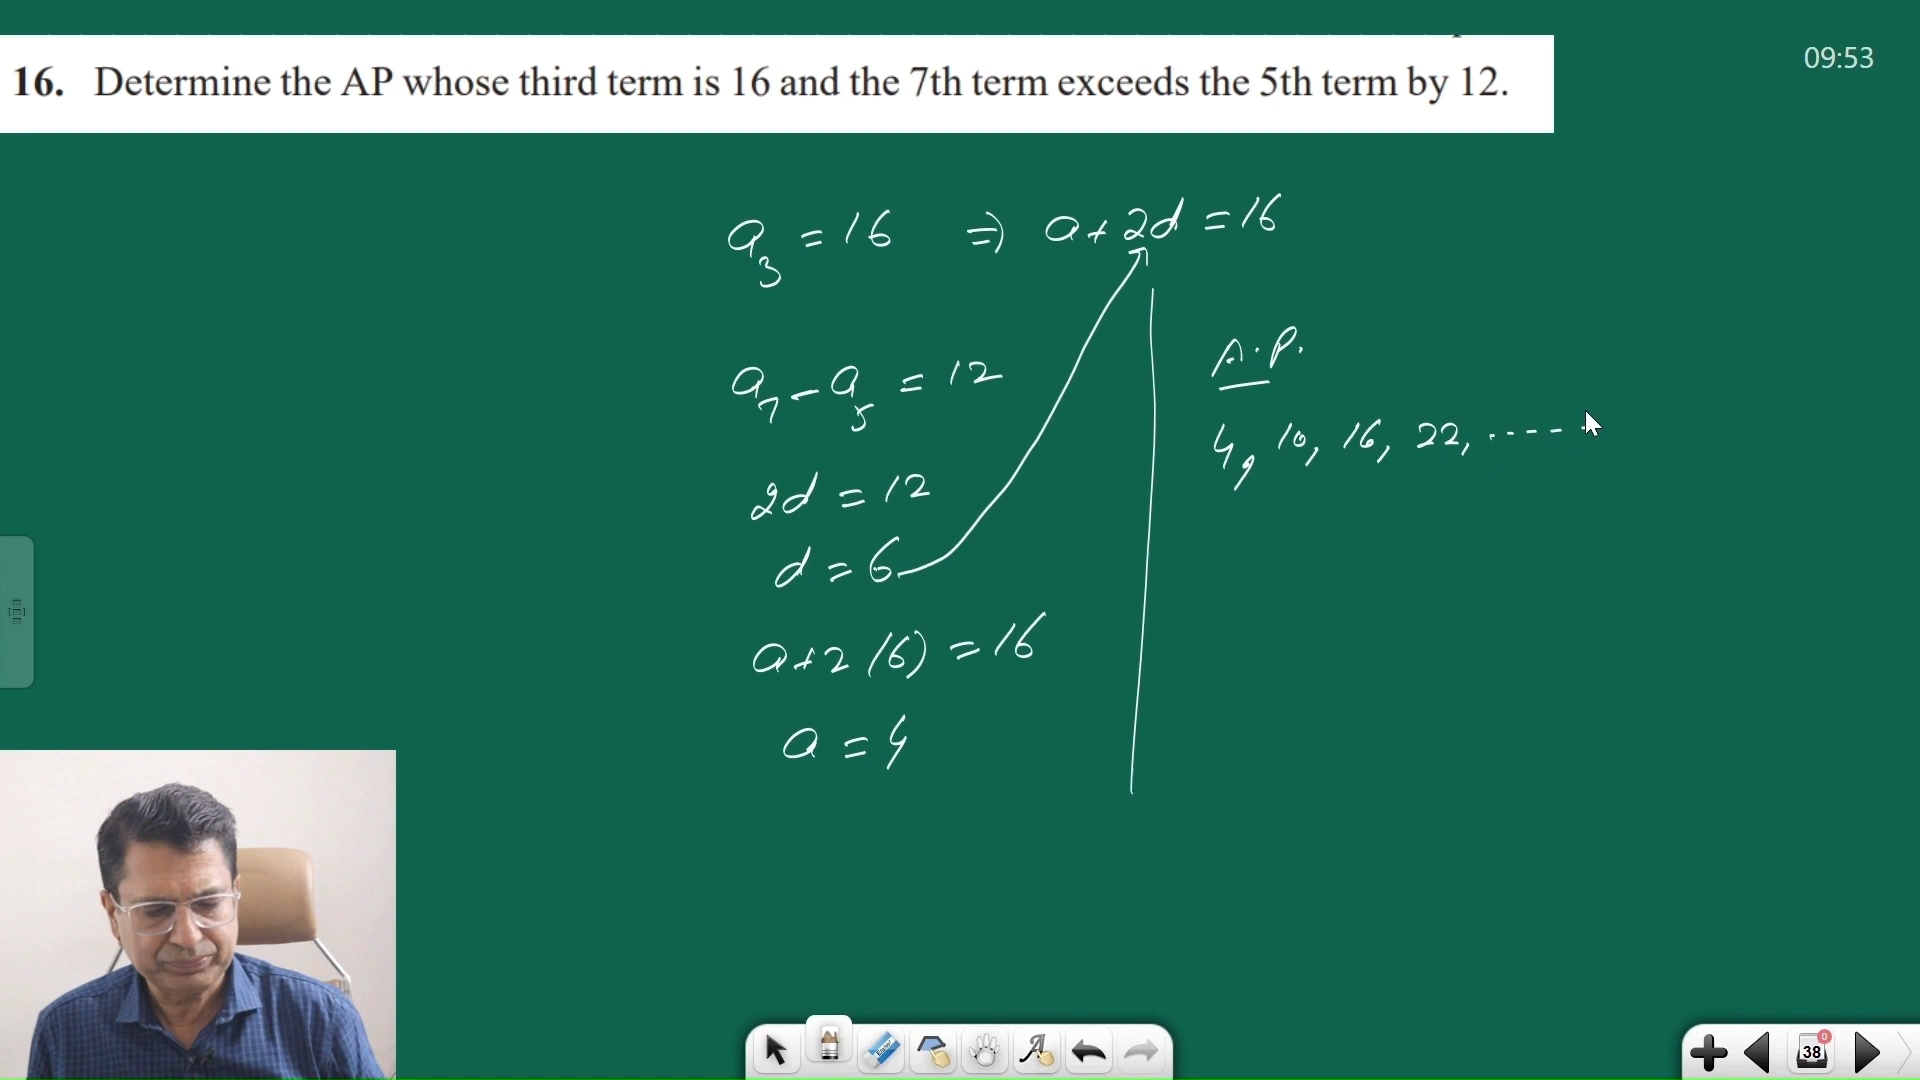 09:53
16. Determine the AP whose third term is 16 and the 7th term exceeds the 5th term by 12.
a₃ = 16 ⇒ a+2d = 16
a₇ - a₅ = 12
2d = 12
d = 6
a+2(6) = 16
a = 4
A.P.
4, 10, 16, 22, ------
Eraser
A
38
0